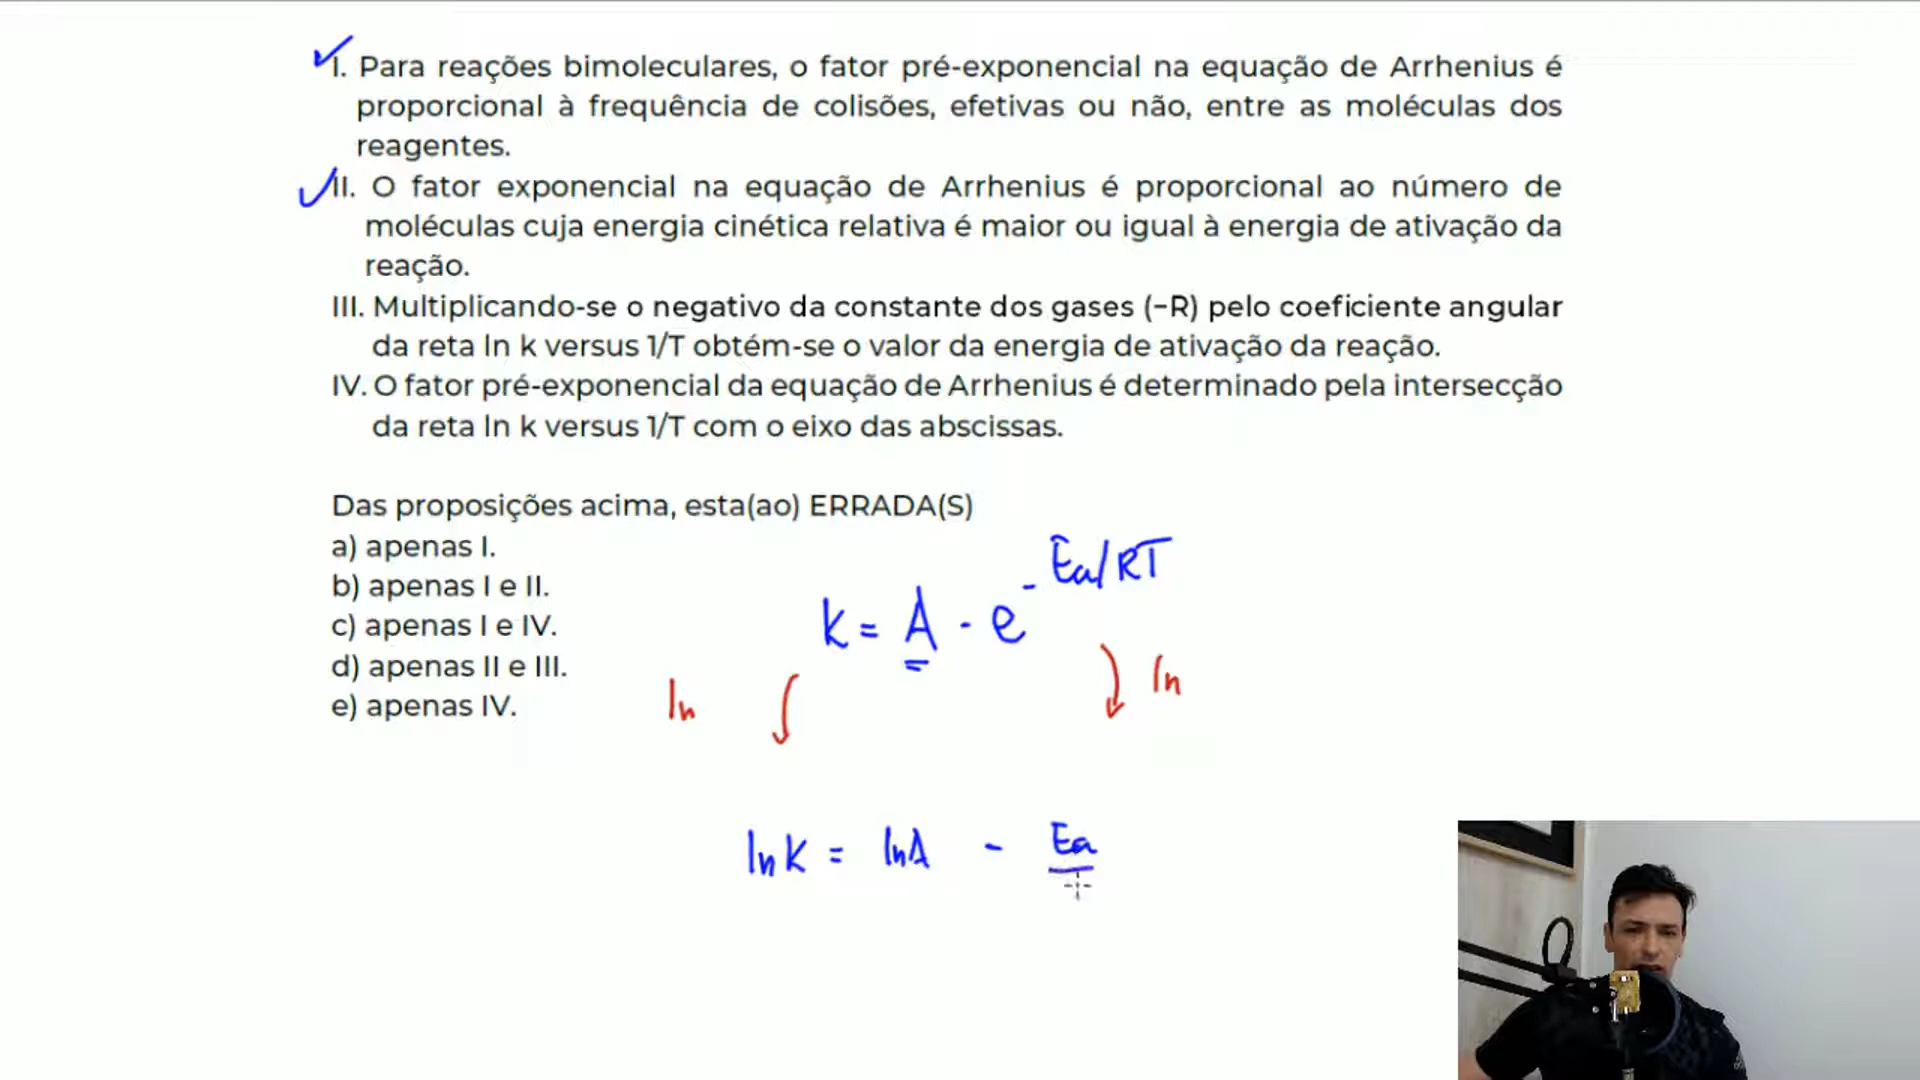 I. Para reações bimoleculares, o fator pré-exponencial na equação de Arrhenius é
proporcional à frequência de colisões, efetivas ou não, entre as moléculas dos
reagentes.
II. O fator exponencial na equação de Arrhenius é proporcional ao número de
moléculas cuja energia cinética relativa é maior ou igual à energia de ativação da
reação.
III. Multiplicando-se o negativo da constante dos gases (−R) pelo coeficiente angular
da reta ln k versus 1/T obtém-se o valor da energia de ativação da reação.
IV. O fator pré-exponencial da equação de Arrhenius é determinado pela intersecção
da reta ln k versus 1/T com o eixo das abscissas.
Das proposições acima, esta(ao) ERRADA(S)
a) apenas I.
b) apenas I e II.
c) apenas I e IV.
d) apenas II e III.
e) apenas IV.
k = A · e^-Ea/RT
ln ln
ln k = ln A - Ea